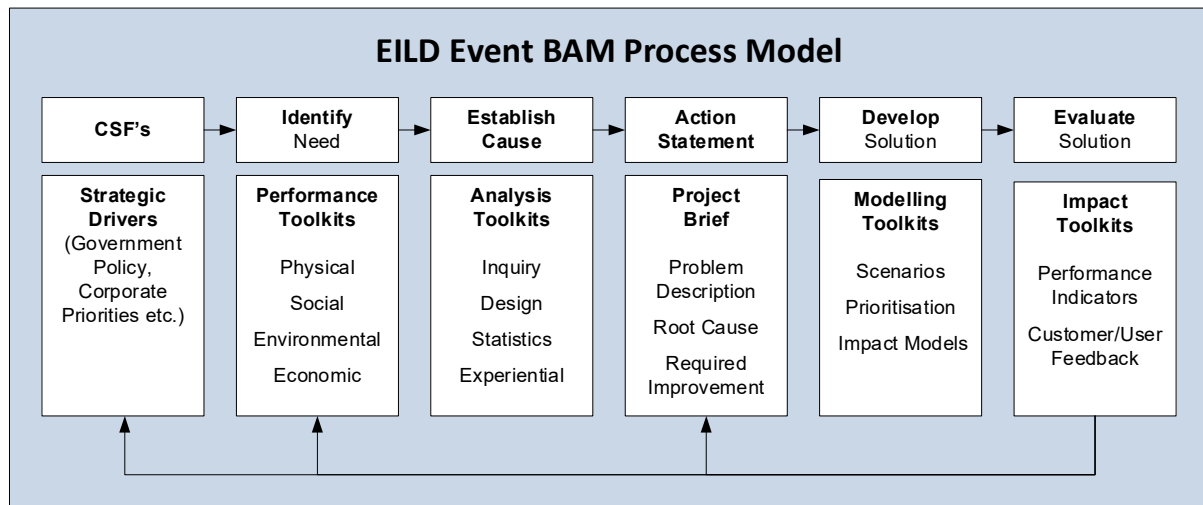 EILD Event BAM Process Model
CSF's
Identify
Need
Establish
Cause
Action
Statement
Develop
Solution
Evaluate
Solution
Strategic
Drivers
(Government
Policy,
Corporate
Priorities etc.)
Performance
Toolkits
Physical
Social
Environmental
Economic
Analysis
Toolkits
Inquiry
Design
Statistics
Experiential
Project
Brief
Problem
Description
Root Cause
Required
Improvement
Modelling
Toolkits
Scenarios
Prioritisation
Impact Models
Impact
Toolkits
Performance
Indicators
Customer/User
Feedback